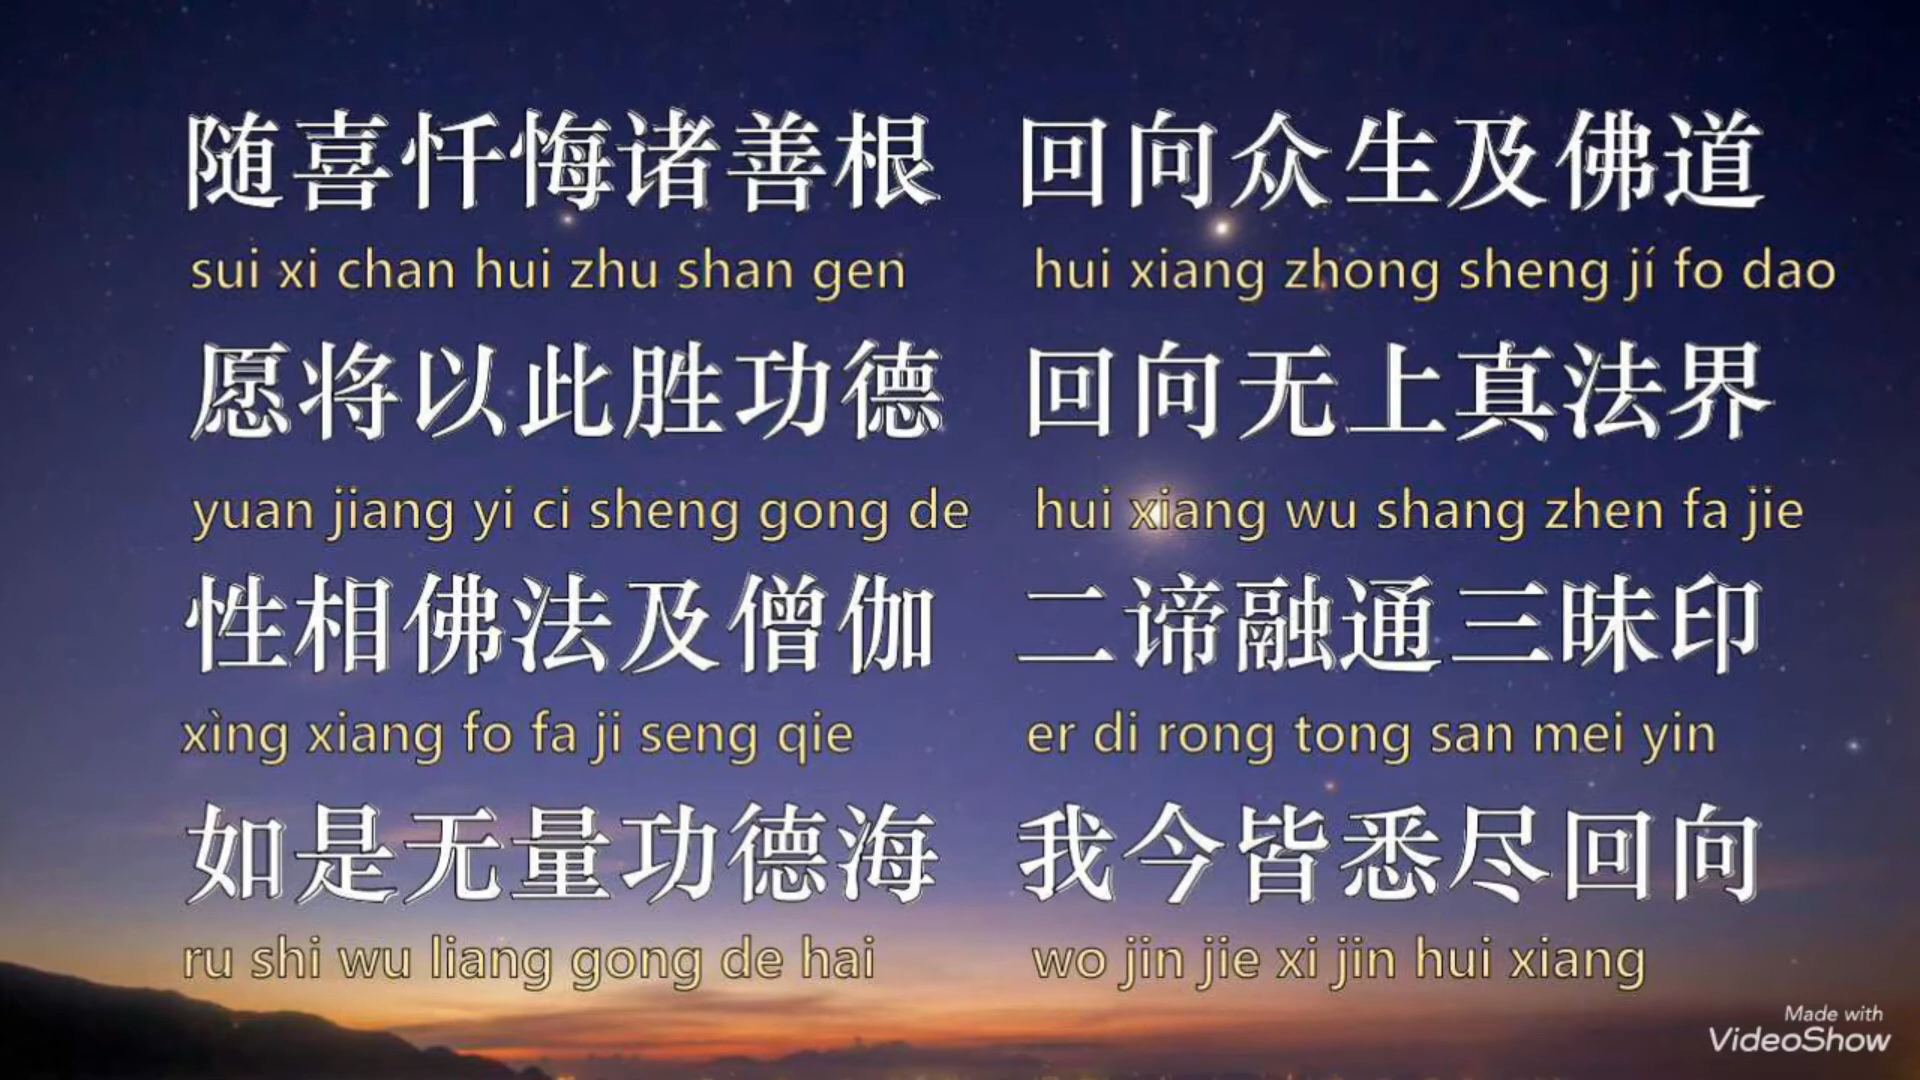 随喜忏悔诸善根 回向众生及佛道
sui xi chan hui zhu shan gen hui xiang zhong sheng jí fo dao
愿将以此胜功德 回向无上真法界
yuan jiang yi ci sheng gong de hui xiang wu shang zhen fa jie
性相佛法及僧伽 二谛融通三昧印
xìng xiang fo fa ji seng qie er di rong tong san mei yin
如是无量功德海 我今皆悉尽回向
ru shi wu liang gong de hai wo jin jie xi jin hui xiang
Made with
VideoShow